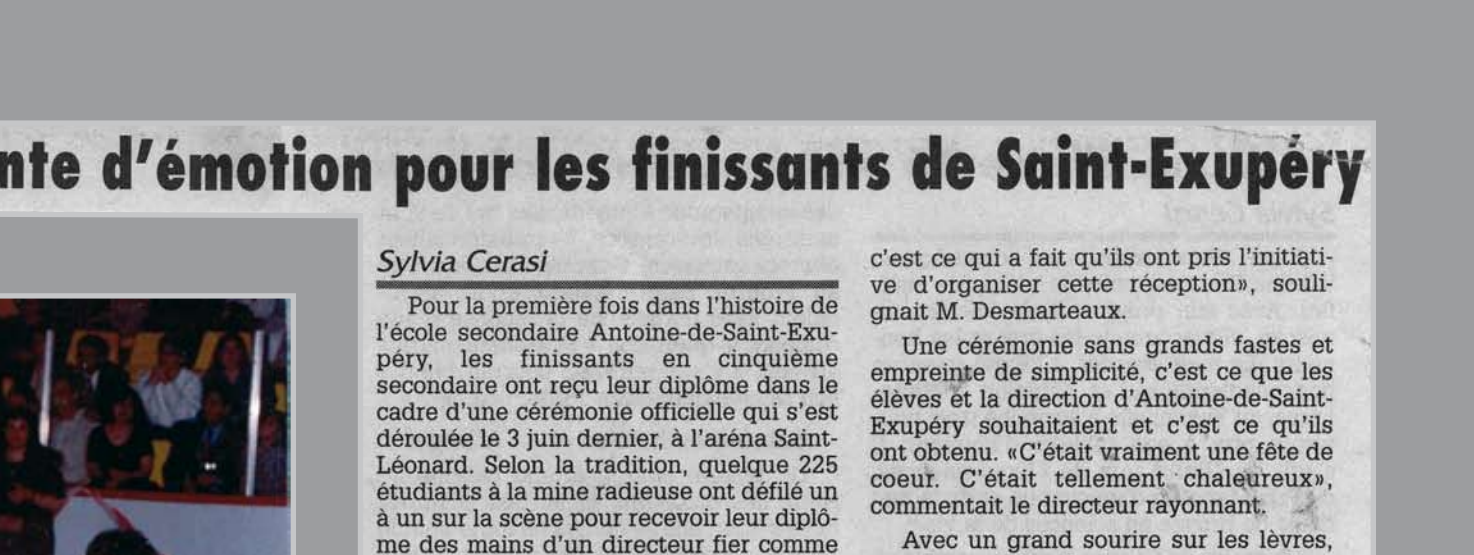 d'émotion pour les finissants de Saint-Exupéry
Sylvia Cerasi
Pour la première fois dans l'histoire de
l'école secondaire Antoine-de-Saint-Exu-
péry, les finissants en cinquième
secondaire ont reçu leur diplôme dans le
cadre d'une cérémonie officielle qui s'est
déroulée le 3 juin dernier, à l'aréna Saint-
Léonard. Selon la tradition, quelque 225
étudiants à la mine radieuse ont défilé un
à un sur la scène pour recevoir leur diplô-
me des mains d'un directeur fier comme
c'est ce qui a fait qu'ils ont pris l'initiati-
ve d'organiser cette réception», souli-
gnait M. Desmarteaux.
Une cérémonie sans grands fastes et
empreinte de simplicité, c'est ce que les
élèves et la direction d'Antoine-de-Saint-
Exupéry souhaitaient et c'est ce qu'ils
ont obtenu. «C'était vraiment une fête de
coeur. C'était tellement chaleureux»,
commentait le directeur rayonnant.
Avec un grand sourire sur les lèvres,